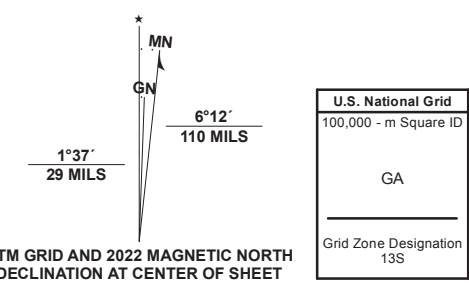 ★
MN
GN
1°37´
29 MILS
6°12´
110 MILS
TM GRID AND 2022 MAGNETIC NORTH
DECLINATION AT CENTER OF SHEET
U.S. National Grid
100,000 - m Square ID
GA
Grid Zone Designation
13S